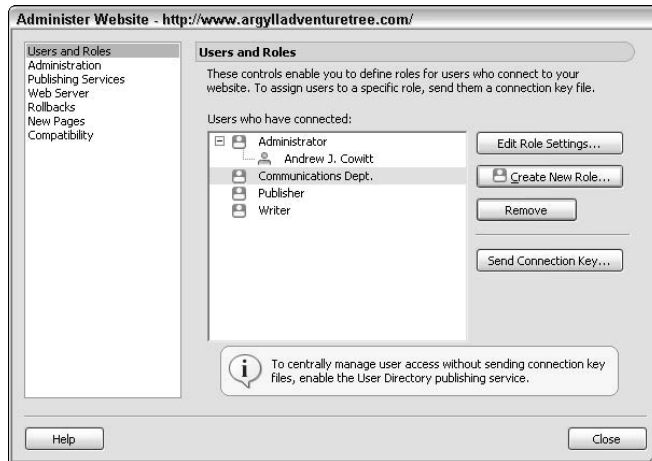 Administer Website - http://www.argylladventuretree.com/
Users and Roles
Administration
Publishing Services
Web Server
Rollbacks
New Pages
Compatibility
Users and Roles
These controls enable you to define roles for users who connect to your
website. To assign users to a specific role, send them a connection key file.
Users who have connected:
Administrator
Andrew J. Cowitt
Communications Dept.
Publisher
Writer
Edit Role Settings...
Create New Role...
Remove
Send Connection Key...
To centrally manage user access without sending connection key
files, enable the User Directory publishing service.
Help
Close